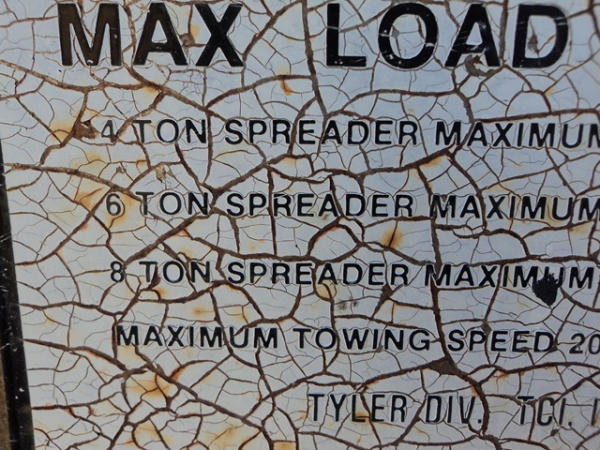 MAX LOAD
4 TON SPREADER MAXIMUM
6 TON SPREADER MAXIMUM
8 TON SPREADER MAXIMUM
MAXIMUM TOWING SPEED 20
TYLER DIV. TCI. I